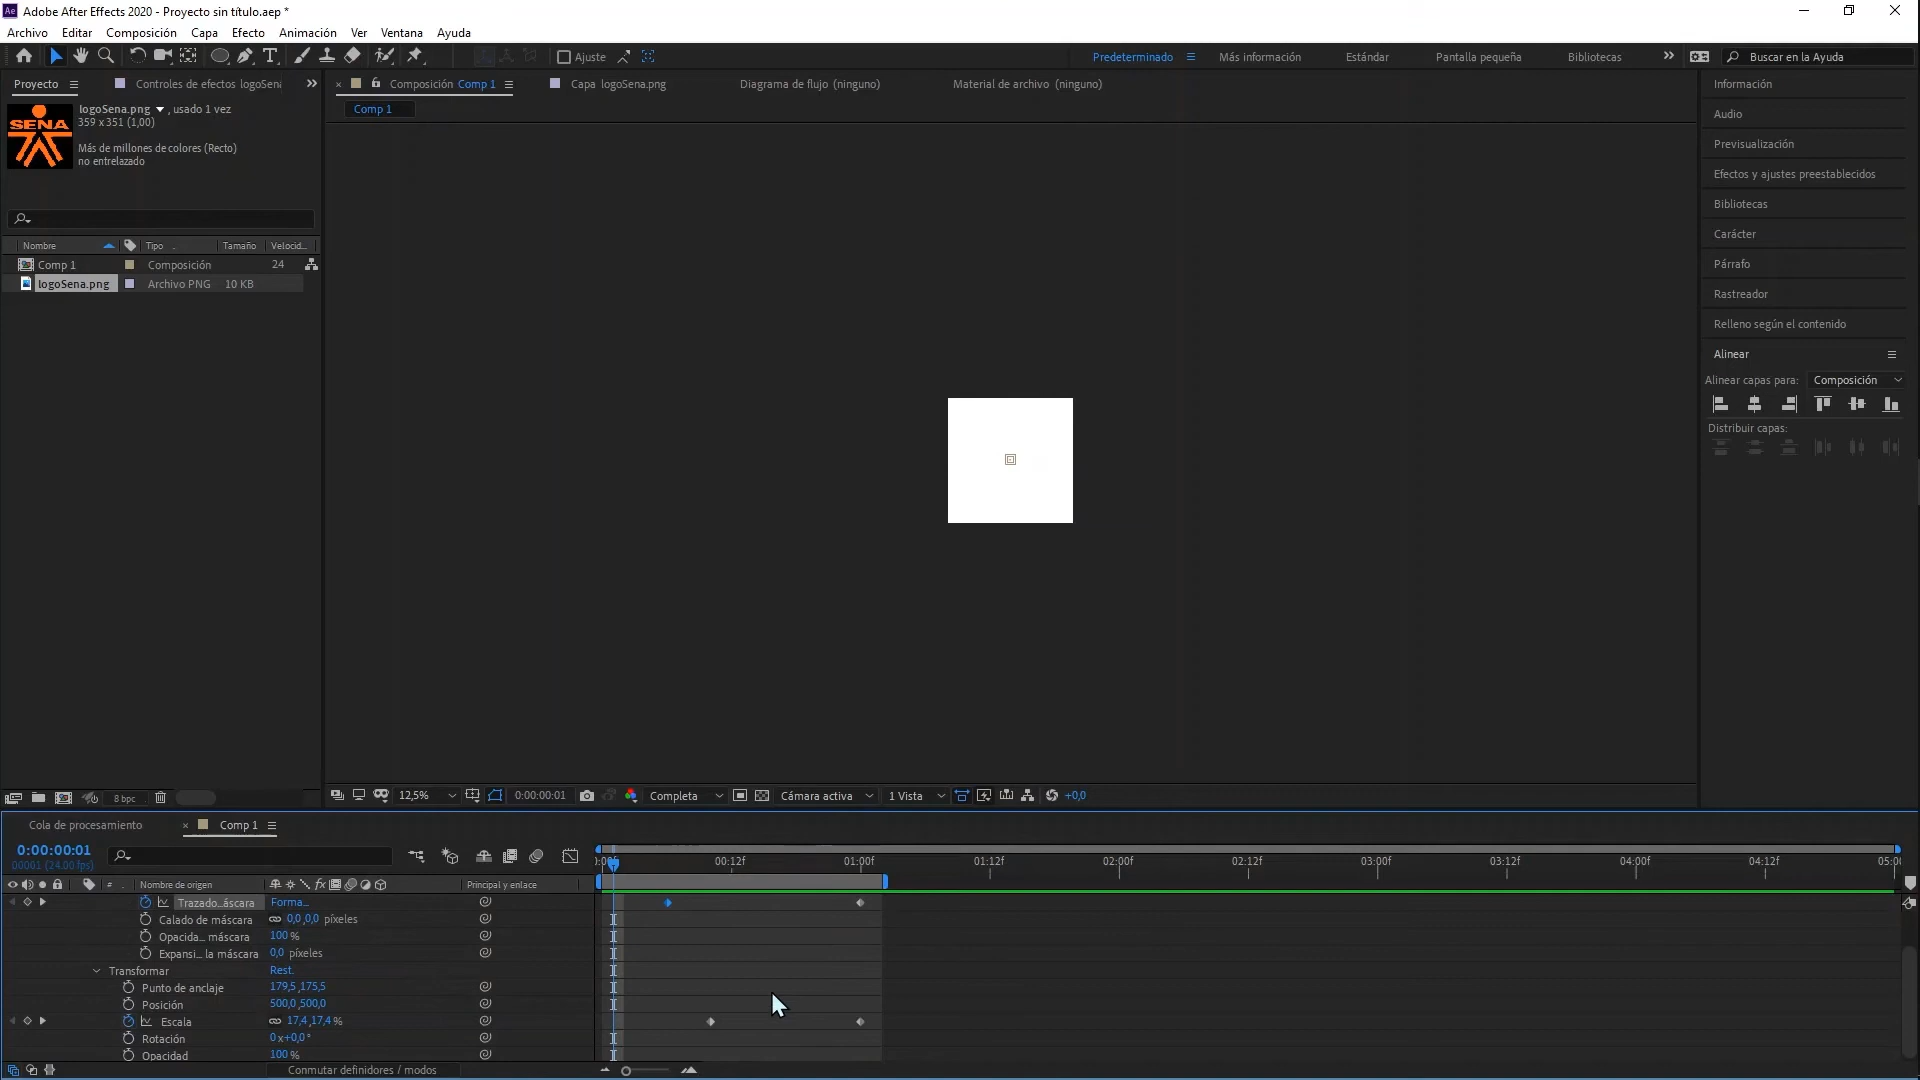 Adobe After Effects 2020 - Proyecto sin título.aep *
Archivo Editar Composición Capa Efecto Animación Ver Ventana Ayuda
Ajuste
Predeterminado Más información Estándar Pantalla pequeña Bibliotecas Buscar en la Ayuda
Proyecto Controles de efectos logoSena
Composición Comp 1 Capa logoSena.png Diagrama de flujo (ninguno) Material de archivo (ninguno)
Comp 1
SENA
logoSena.png , usado 1 vez
359 x 351 (1,00)
Más de millones de colores (Recto)
no entrelazado
Nombre Tipo Tamaño Velocid...
Comp 1 Composición 24
logoSena.png Archivo PNG 10 KB
Información
Audio
Previsualización
Efectos y ajustes preestablecidos
Bibliotecas
Carácter
Párrafo
Rastreador
Relleno según el contenido
Alinear
Alinear capas para: Composición
Distribuir capas:
8 bpc
12,5% 0:00:00:01 Completa Cámara activa 1 Vista +0,0
Cola de procesamiento Comp 1
0:00:00:01
00001 (24.00 fps)
Nombre de origen Principal y enlace
00:12f 01:00f 01:12f 02:00f 02:12f 03:00f 03:12f 04:00f 04:12f
Trazado...áscara Forma...
Calado de máscara 0,0,0,0 píxeles
Opacida... máscara 100 %
Expansi... la máscara 0,0 píxeles
Transformar Rest.
Punto de anclaje 179,5,175,5
Posición 500,0,500,0
Escala 17,4,17,4 %
Rotación 0 x+0,0 °
Opacidad 100 %
Conmutar definidores / modos